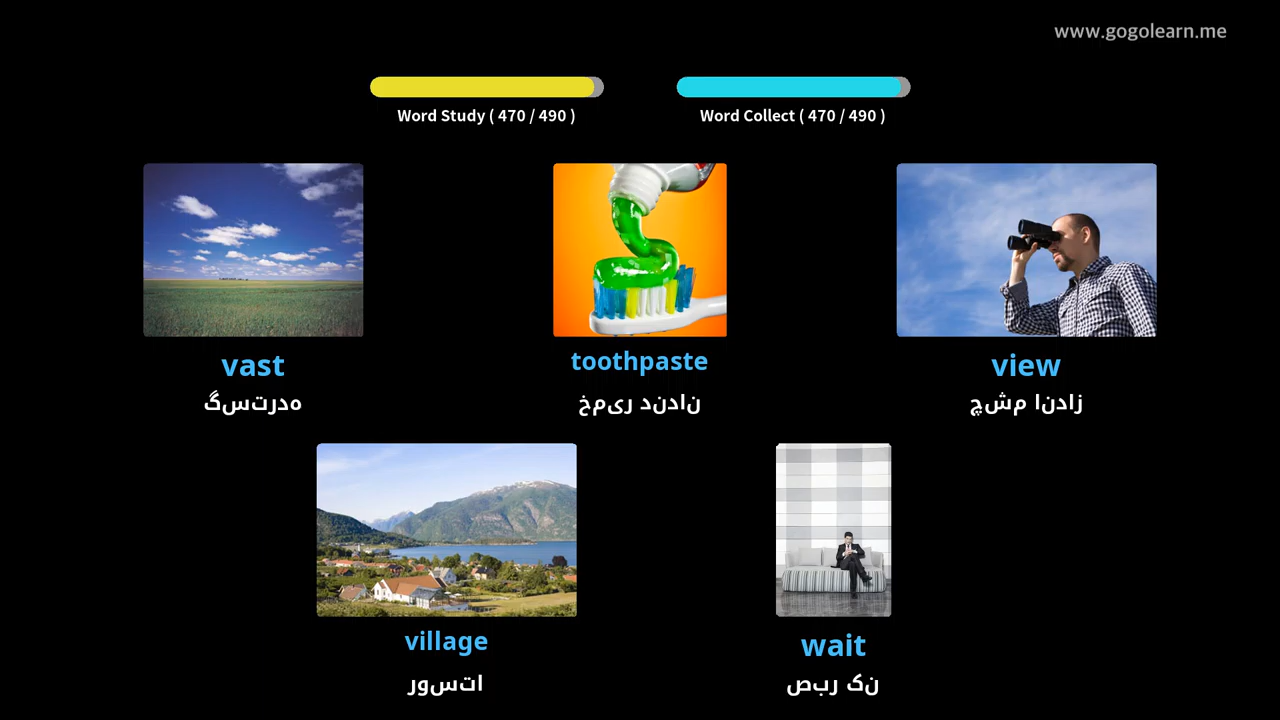 www.gogolearn.me
Word Study ( 470 / 490 )
Word Collect ( 470 / 490 )
vast
toothpaste
view
گسترده
خمیر دندان
چشم انداز
village
wait
روستا
صبر کن